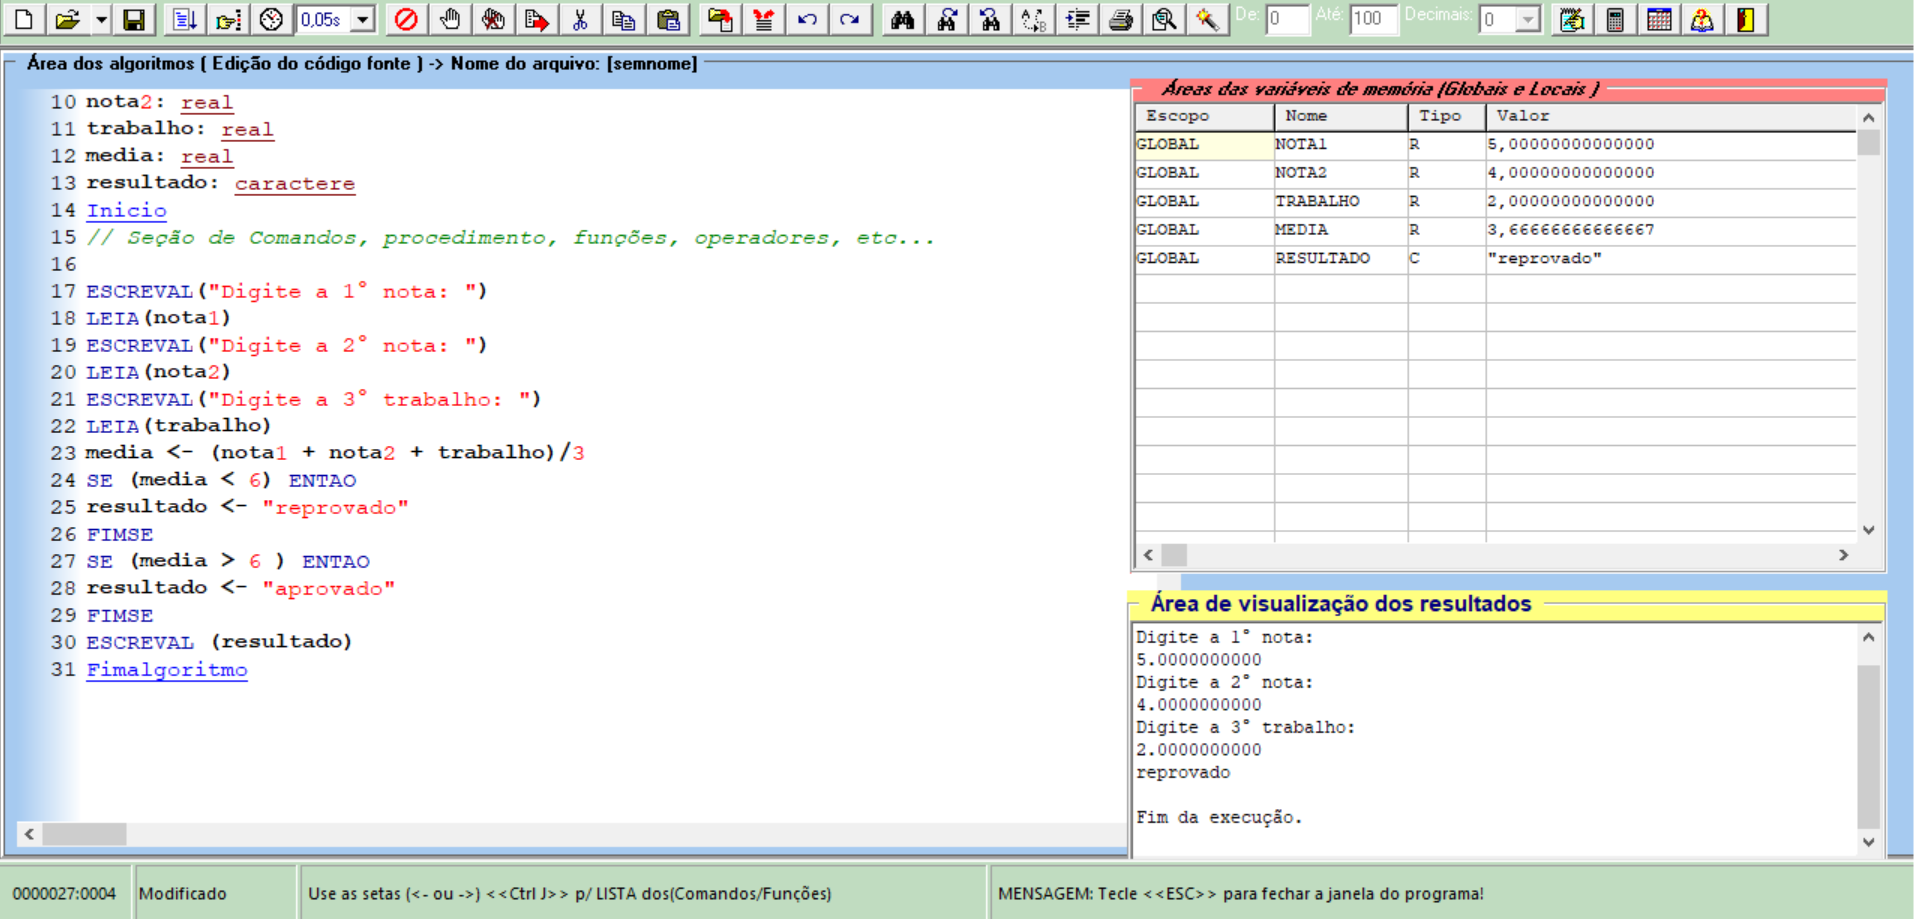 0,05s De: 0 Até: 100 Decimais: 0
Área dos algoritmos ( Edição do código fonte ) -> Nome do arquivo: [semnome]
10 nota2: real
11 trabalho: real
12 media: real
13 resultado: caractere
14 Inicio
15 // Seção de Comandos, procedimento, funções, operadores, etc...
16
17 ESCREVAL("Digite a 1° nota: ")
18 LEIA(nota1)
19 ESCREVAL("Digite a 2° nota: ")
20 LEIA(nota2)
21 ESCREVAL("Digite a 3° trabalho: ")
22 LEIA(trabalho)
23 media <- (nota1 + nota2 + trabalho)/3
24 SE (media < 6) ENTAO
25 resultado <- "reprovado"
26 FIMSE
27 SE (media > 6 ) ENTAO
28 resultado <- "aprovado"
29 FIMSE
30 ESCREVAL (resultado)
31 Fimalgoritmo
Áreas das variáveis de memória (Globais e Locais )
Escopo Nome Tipo Valor
GLOBAL NOTA1 R 5,00000000000000
GLOBAL NOTA2 R 4,00000000000000
GLOBAL TRABALHO R 2,00000000000000
GLOBAL MEDIA R 3,66666666666667
GLOBAL RESULTADO C "reprovado"
Área de visualização dos resultados
Digite a 1° nota:
5.0000000000
Digite a 2° nota:
4.0000000000
Digite a 3° trabalho:
2.0000000000
reprovado
Fim da execução.
0000027:0004 Modificado Use as setas (<- ou ->) <<Ctrl J>> p/ LISTA dos(Comandos/Funções) MENSAGEM: Tecle <<ESC>> para fechar a janela do programa!